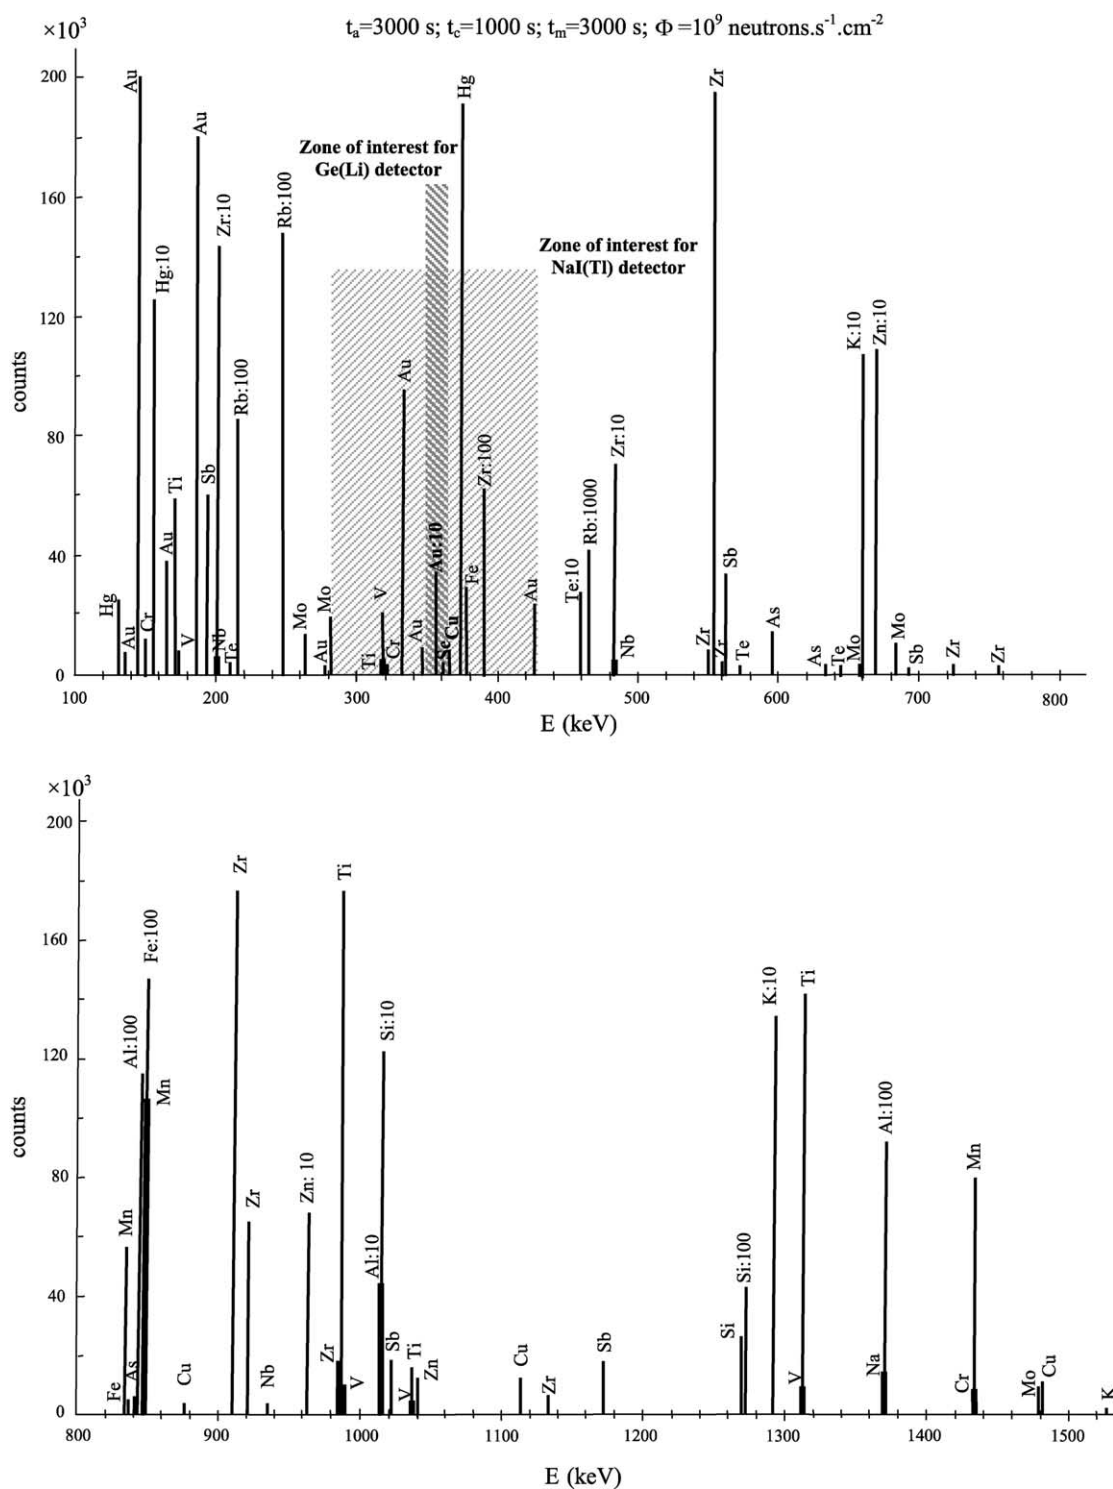 ×10³
tₐ=3000 s; t_c=1000 s; tₘ=3000 s; Φ =10⁹ neutrons.s⁻¹.cm⁻²
200
160
120
80
40
0
counts
Hg
Au
Au
Cr
Hg:10
Au
Ti
V
Au
Sb
Zr:10
Nb
Te
Rb:100
Rb:100
Mo
Au
Mo
Zone of interest for
Ge(Li) detector
Zone of interest for
NaI(Tl) detector
Ti
V
Cr
Au
Au
Au:10
Se
Cu
Hg
Fe
Zr:100
Au
Te:10
Rb:1000
Zr:10
Nb
Zr
Zr
Zr
Sb
Te
As
As
Te
Mo
K:10
Zn:10
Mo
Sb
Zr
Zr
100
200
300
400
500
600
700
800
E (keV)
×10³
200
160
120
80
40
0
counts
Fe
Mn
As
Al:100
Fe:100
Mn
Cu
Zr
Zr
Nb
Zn: 10
Zr
Ti
V
Al:10
Si:10
Sb
V
Ti
Zn
Cu
Zr
Sb
Si
Si:100
K:10
V
Ti
Na
Al:100
Cr
Mn
Mo
Cu
K
800
900
1000
1100
1200
1300
1400
1500
E (keV)